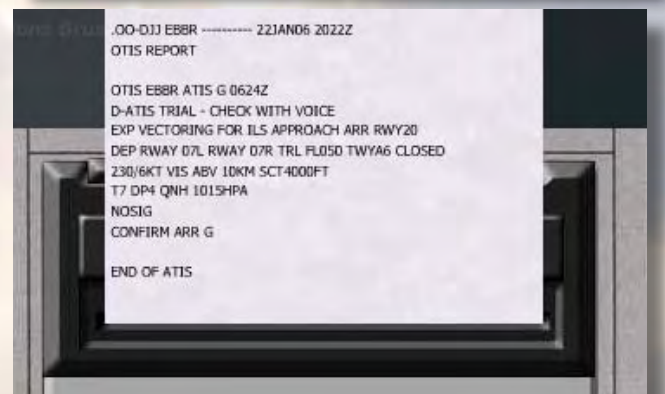 .OO-DJJ EBBR ---------- 22JAN06 2022Z
OTIS REPORT

OTIS EBBR ATIS G 0624Z
D-ATIS TRIAL - CHECK WITH VOICE
EXP VECTORING FOR ILS APPROACH ARR RWY20
DEP RWAY 07L RWAY 07R TRL FL050 TWYA6 CLOSED
230/6KT VIS ABV 10KM SCT4000FT
T7 DP4 QNH 1015HPA
NOSIG
CONFIRM ARR G

END OF ATIS